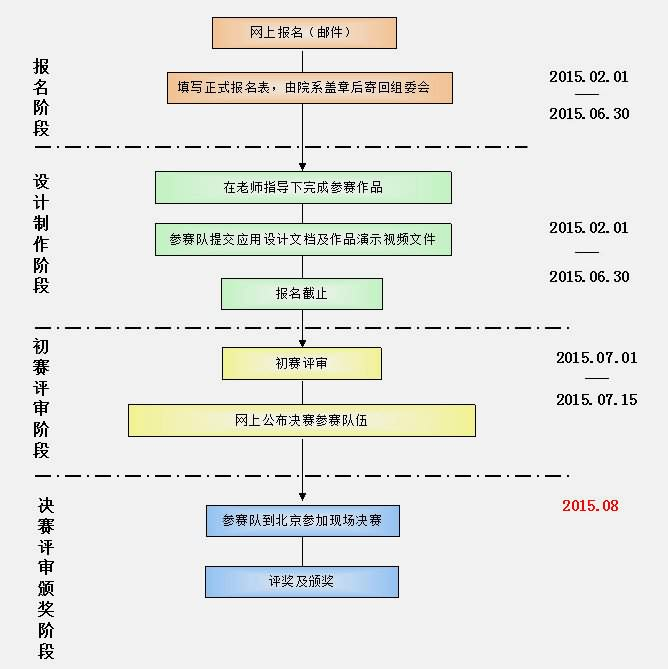 网上报名（邮件）
报名阶段
填写正式报名表，由院系盖章后寄回组委会
2015.02.01
——
2015.06.30
设计制作阶段
在老师指导下完成参赛作品
参赛队提交应用设计文档及作品演示视频文件
报名截止
2015.02.01
——
2015.06.30
初赛评审阶段
初赛评审
网上公布决赛参赛队伍
2015.07.01
——
2015.07.15
决赛评审颁奖阶段
参赛队到北京参加现场决赛
评奖及颁奖
2015.08